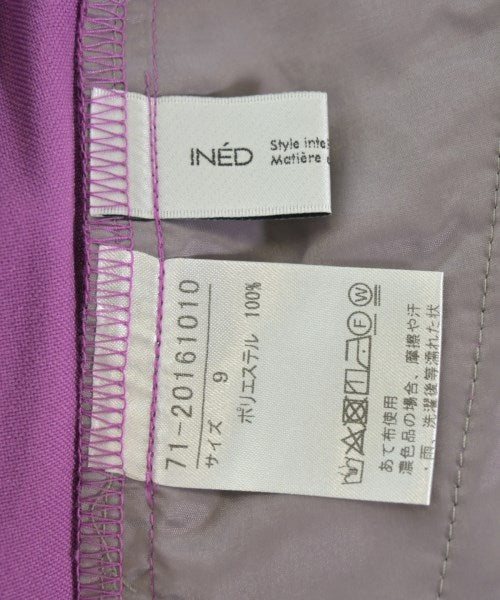 INÉD
Style inte
Matière
71-20161010
サイズ
9
ポリエステル 100%
F W
あて布使用
濃色品の場合、摩擦や汗
・雨、洗濯後等濡れた状